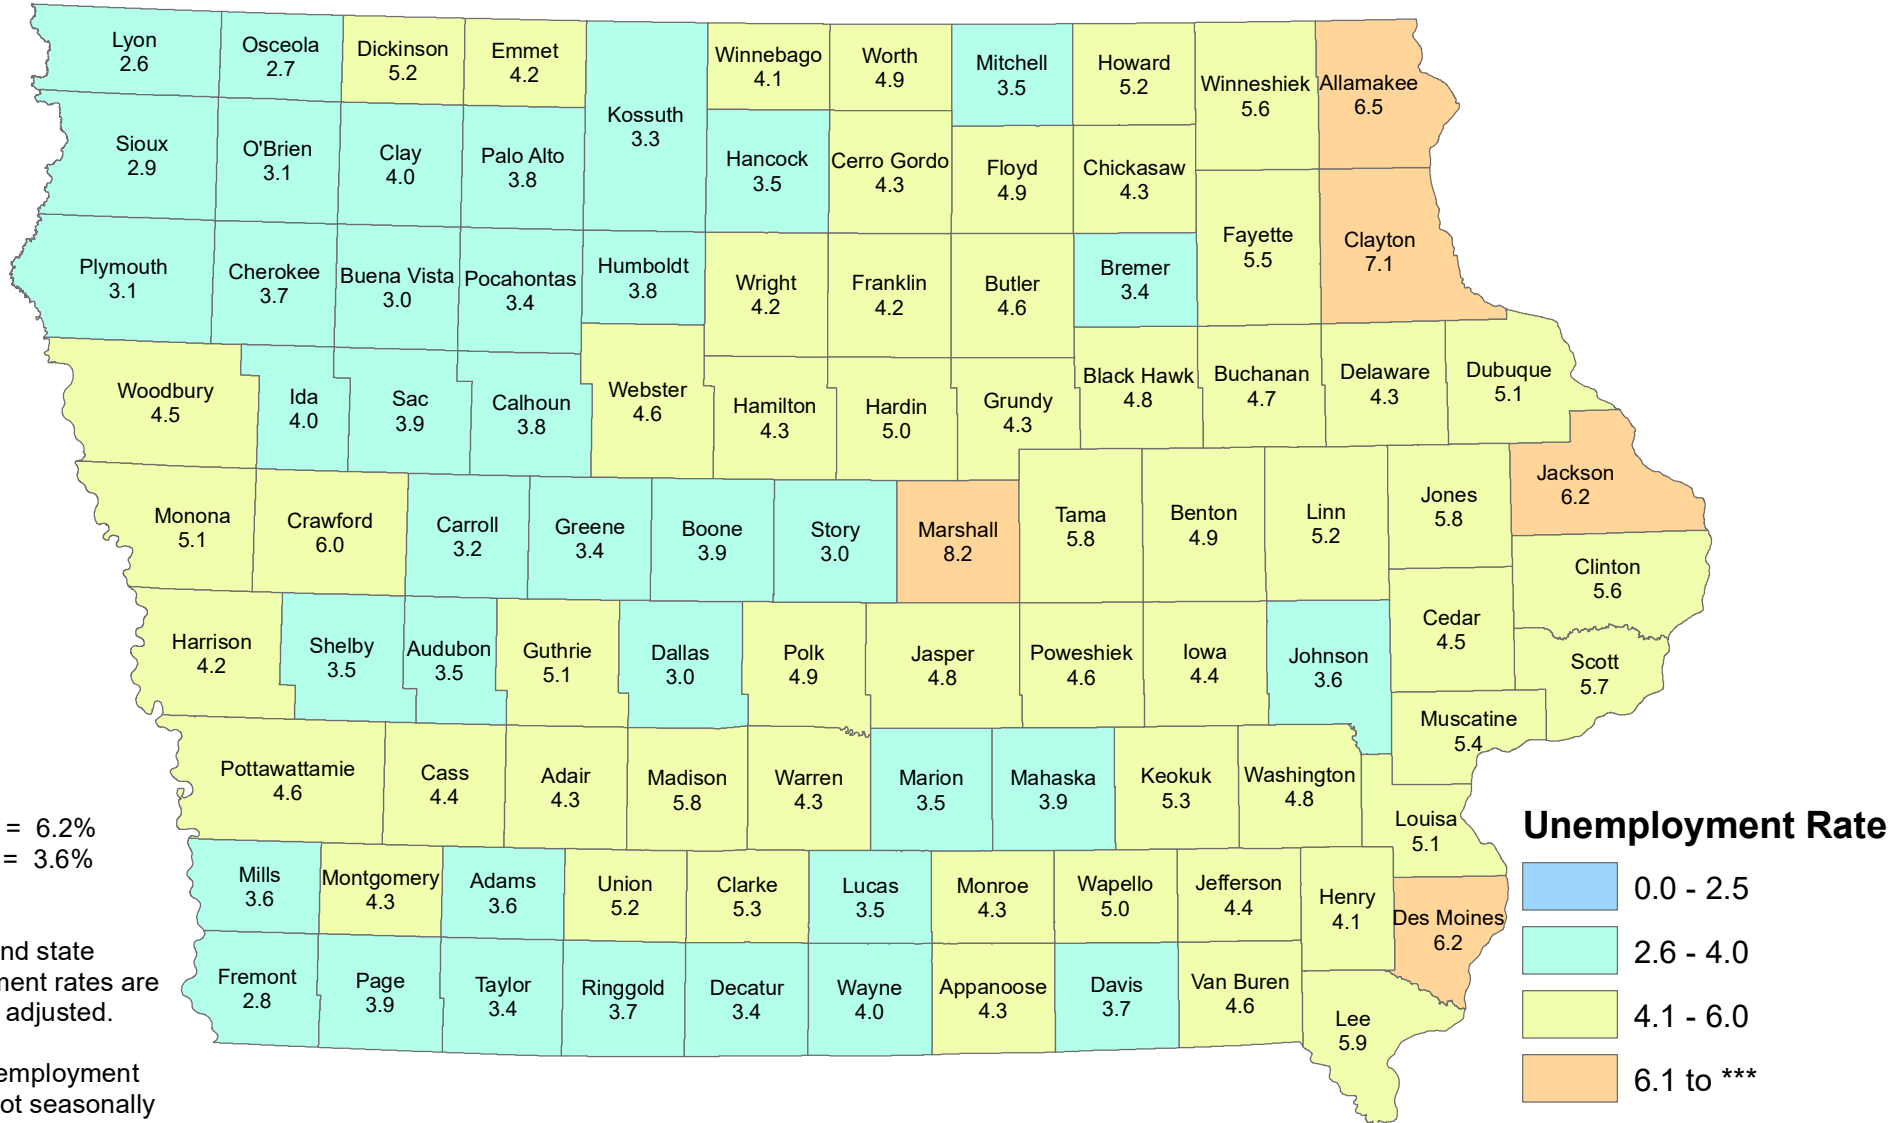 Lyon
2.6
Osceola
2.7
Dickinson
5.2
Emmet
4.2
Kossuth
3.3
Winnebago
4.1
Worth
4.9
Mitchell
3.5
Howard
5.2
Winneshiek
5.6
Allamakee
6.5
Sioux
2.9
O'Brien
3.1
Clay
4.0
Palo Alto
3.8
Hancock
3.5
Cerro Gordo
4.3
Floyd
4.9
Chickasaw
4.3
Fayette
5.5
Clayton
7.1
Plymouth
3.1
Cherokee
3.7
Buena Vista
3.0
Pocahontas
3.4
Humboldt
3.8
Wright
4.2
Franklin
4.2
Butler
4.6
Bremer
3.4
Woodbury
4.5
Ida
4.0
Sac
3.9
Calhoun
3.8
Webster
4.6
Hamilton
4.3
Hardin
5.0
Grundy
4.3
Black Hawk
4.8
Buchanan
4.7
Delaware
4.3
Dubuque
5.1
Jackson
6.2
Monona
5.1
Crawford
6.0
Carroll
3.2
Greene
3.4
Boone
3.9
Story
3.0
Marshall
8.2
Tama
5.8
Benton
4.9
Linn
5.2
Jones
5.8
Clinton
5.6
Harrison
4.2
Shelby
3.5
Audubon
3.5
Guthrie
5.1
Dallas
3.0
Polk
4.9
Jasper
4.8
Poweshiek
4.6
Iowa
4.4
Johnson
3.6
Cedar
4.5
Scott
5.7
Muscatine
5.4
Pottawattamie
4.6
Cass
4.4
Adair
4.3
Madison
5.8
Warren
4.3
Marion
3.5
Mahaska
3.9
Keokuk
5.3
Washington
4.8
Louisa
5.1
Mills
3.6
Montgomery
4.3
Adams
3.6
Union
5.2
Clarke
5.3
Lucas
3.5
Monroe
4.3
Wapello
5.0
Jefferson
4.4
Henry
4.1
Des Moines
6.2
Fremont
2.8
Page
3.9
Taylor
3.4
Ringgold
3.7
Decatur
3.4
Wayne
4.0
Appanoose
4.3
Davis
3.7
Van Buren
4.6
Lee
5.9
= 6.2%
= 3.6%
nd state
nent rates are
adjusted.
employment
ot seasonally
Unemployment Rate
0.0 - 2.5
2.6 - 4.0
4.1 - 6.0
6.1 to ***